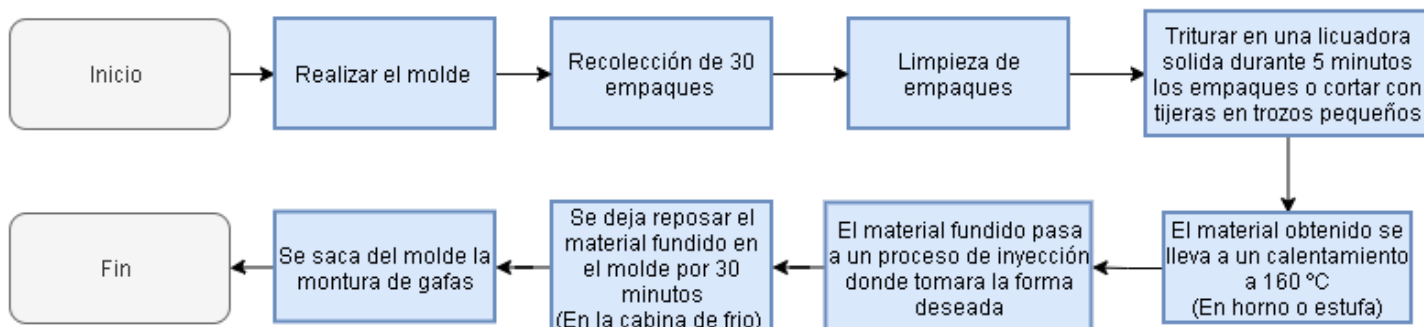 Inicio
Realizar el molde
Recolección de 30
empaques
Limpieza de
empaques
Triturar en una licuadora
solida durante 5 minutos
los empaques o cortar con
tijeras en trozos pequeños
El material obtenido se
lleva a un calentamiento
a 160 ºC
(En horno o estufa)
El material fundido pasa
a un proceso de inyección
donde tomara la forma
deseada
Se deja reposar el
material fundido en
el molde por 30
minutos
(En la cabina de frio)
Se saca del molde la
montura de gafas
Fin